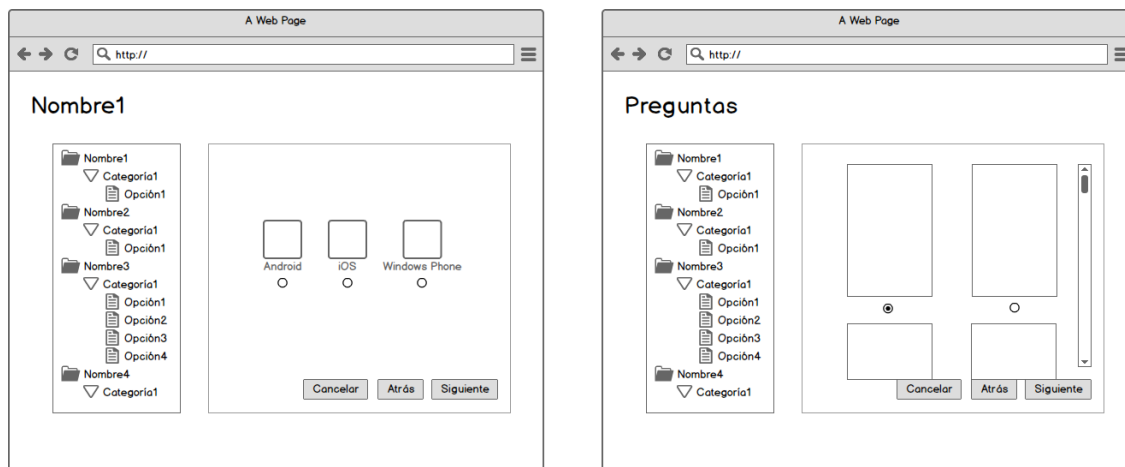 A Web Page
http://
Nombre1
Nombre1
Categoría1
Opción1
Nombre2
Categoría1
Opción1
Nombre3
Categoría1
Opción1
Opción2
Opción3
Opción4
Nombre4
Categoría1
Android iOS Windows Phone
Cancelar Atrás Siguiente
A Web Page
http://
Preguntas
Nombre1
Categoría1
Opción1
Nombre2
Categoría1
Opción1
Nombre3
Categoría1
Opción1
Opción2
Opción3
Opción4
Nombre4
Categoría1
Cancelar Atrás Siguiente